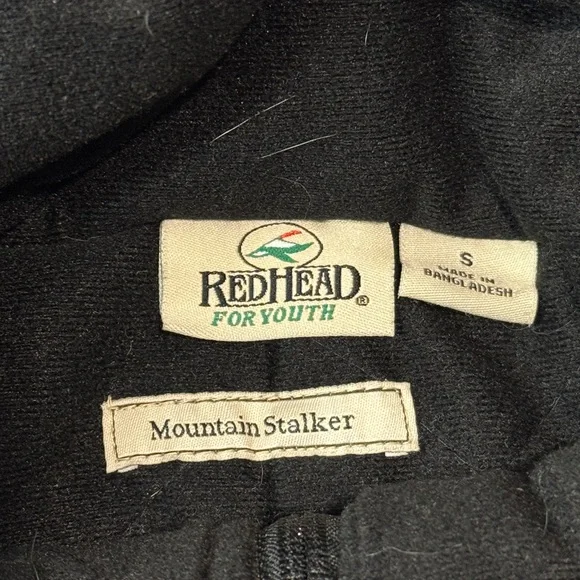 REDHEAD®
FOR YOUTH
S
MADE IN
BANGLADESH
Mountain Stalker